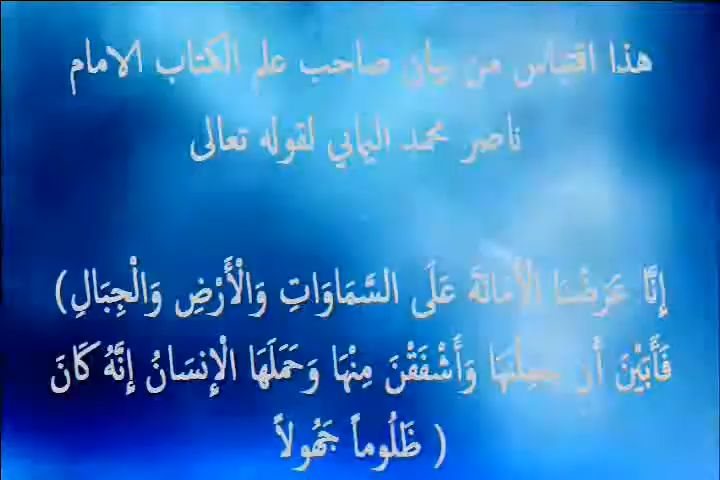 هذا اقتباس من بيان صاحب علم الكتاب الامام
ناصر محمد اليماني لقوله تعالى
إِنَّا عَرَضْنَا الْأَمَانَةَ عَلَى السَّمَاوَاتِ وَالْأَرْضِ وَالْجِبَالِ)
فَأَبَيْنَ أَن يَحْمِلْنَهَا وَأَشْفَقْنَ مِنْهَا وَحَمَلَهَا الْإِنسَانُ إِنَّهُ كَانَ
( ظَلُوماً جَهُولاً